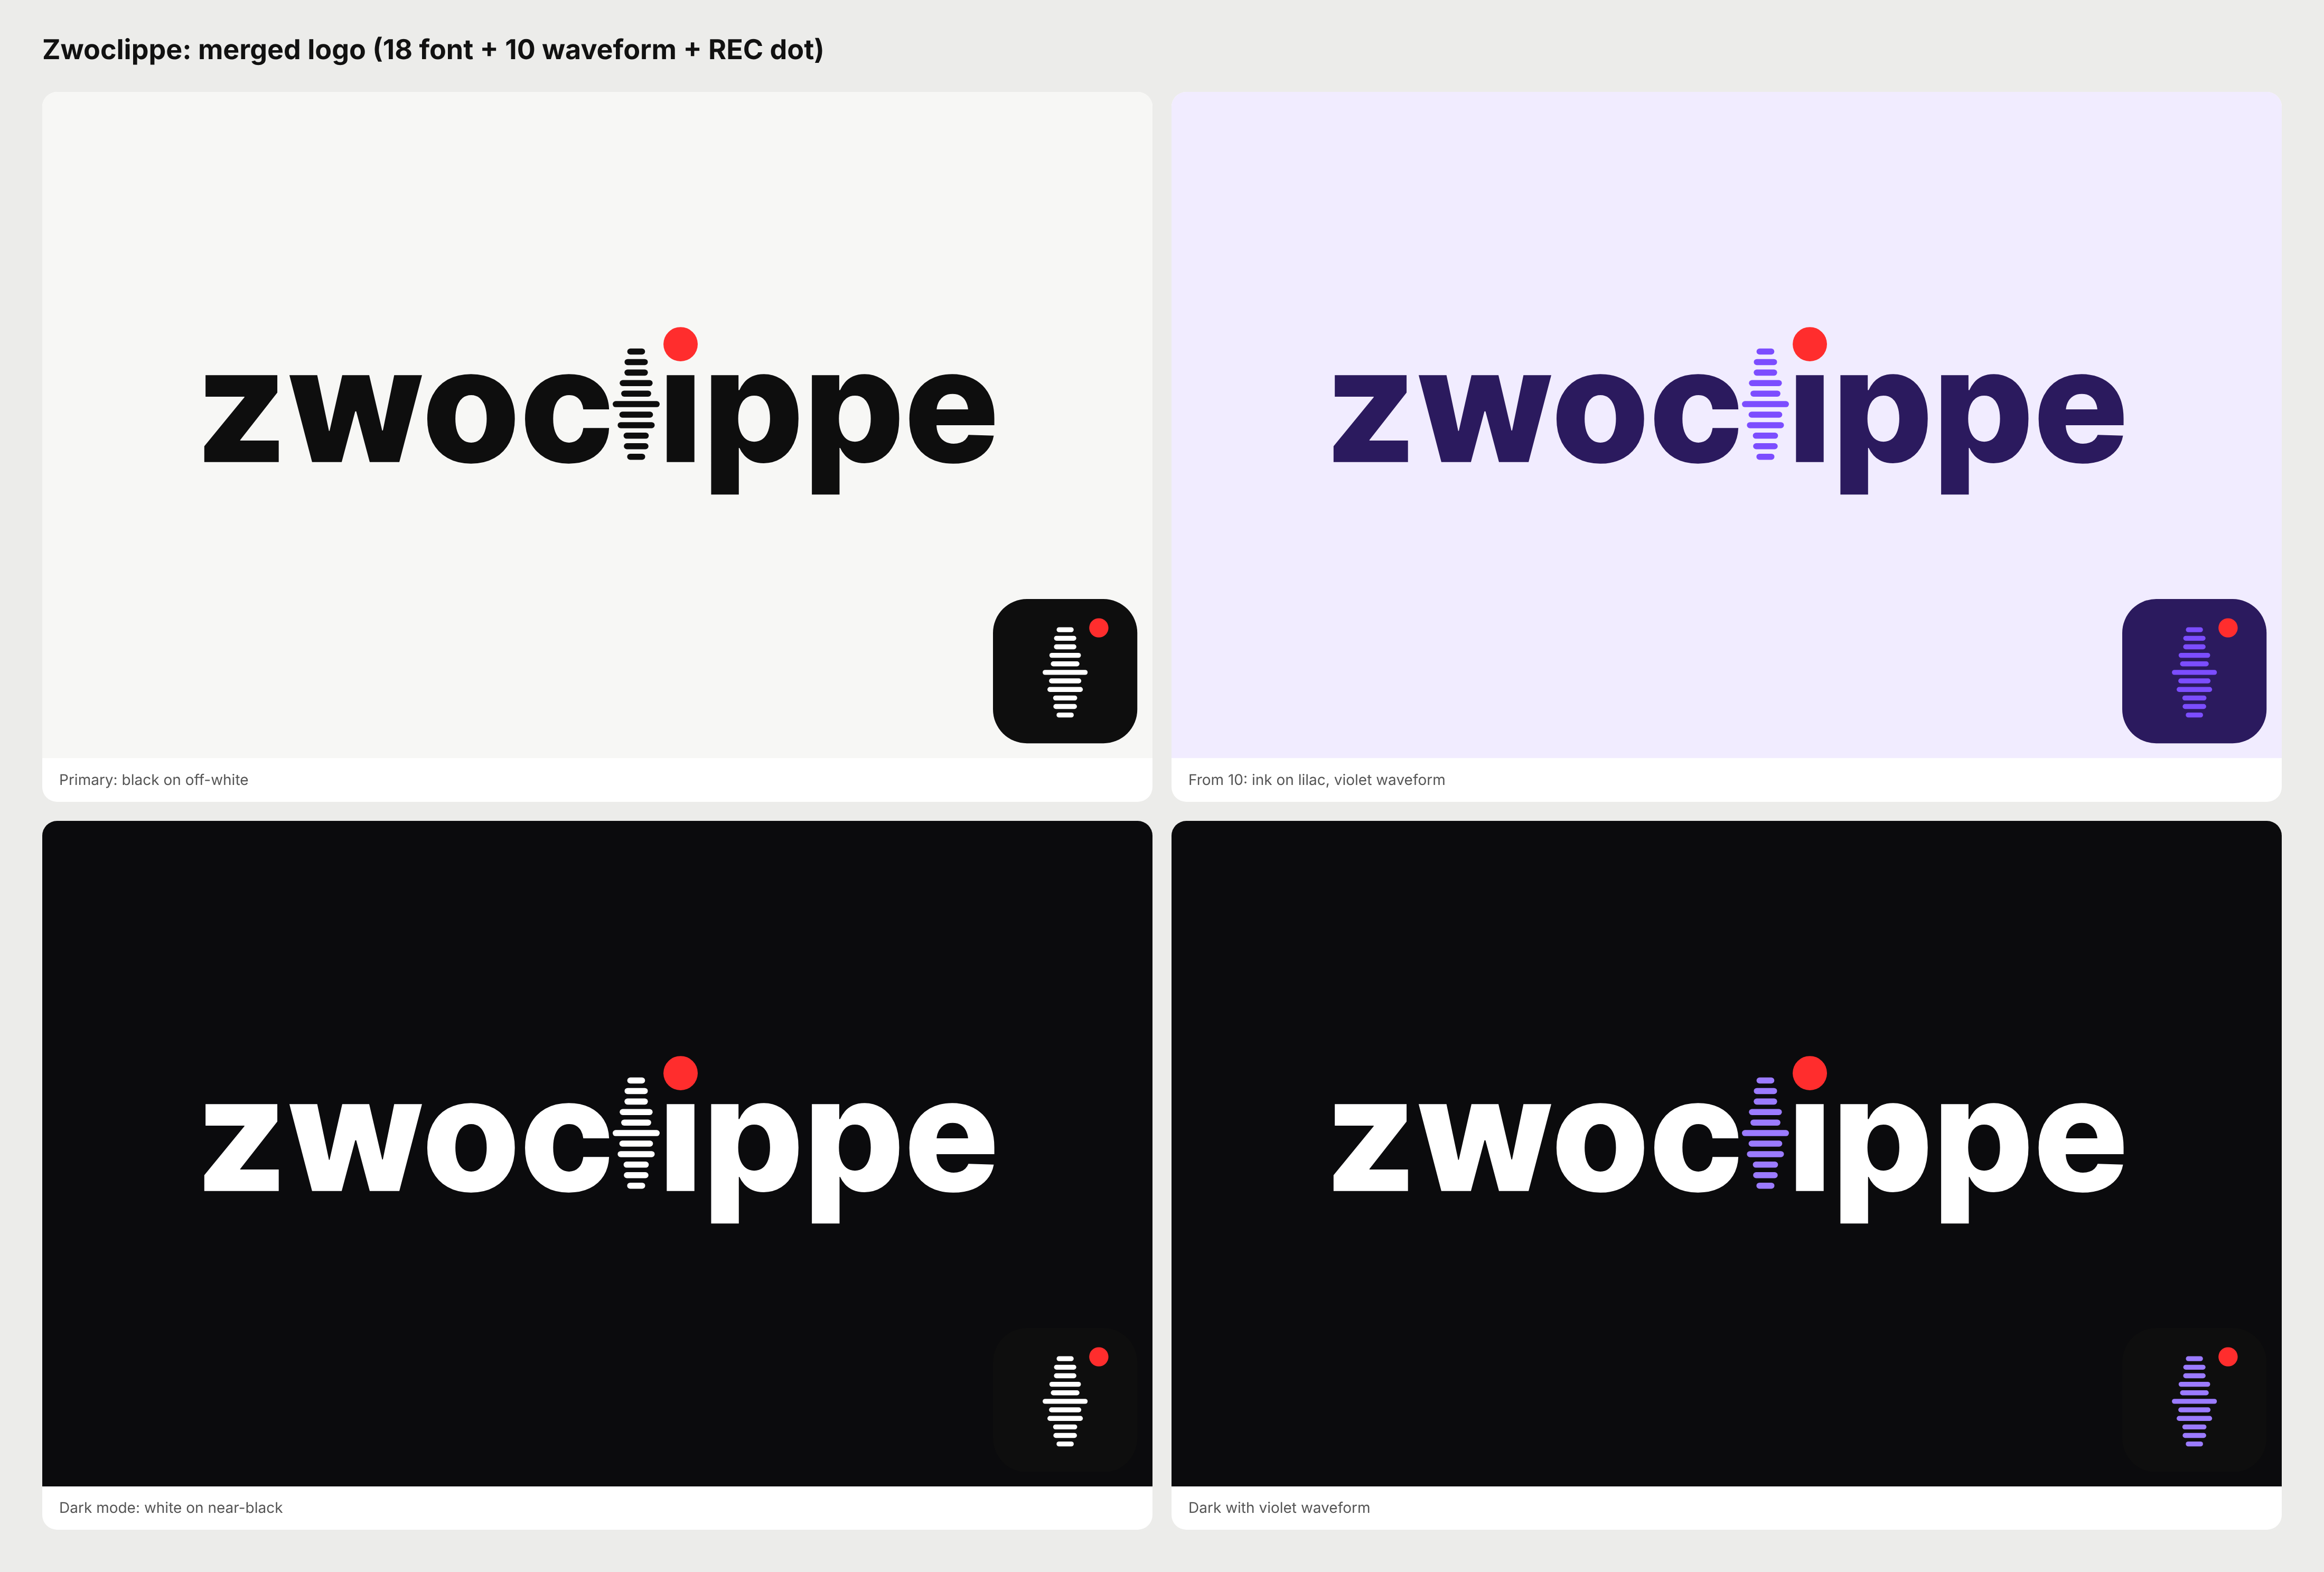 Zwoclippe: merged logo (18 font + 10 waveform + REC dot)
zwoclippe
zwoclippe
Primary: black on off-white
From 10: ink on lilac, violet waveform
zwoclippe
zwoclippe
Dark mode: white on near-black
Dark with violet waveform